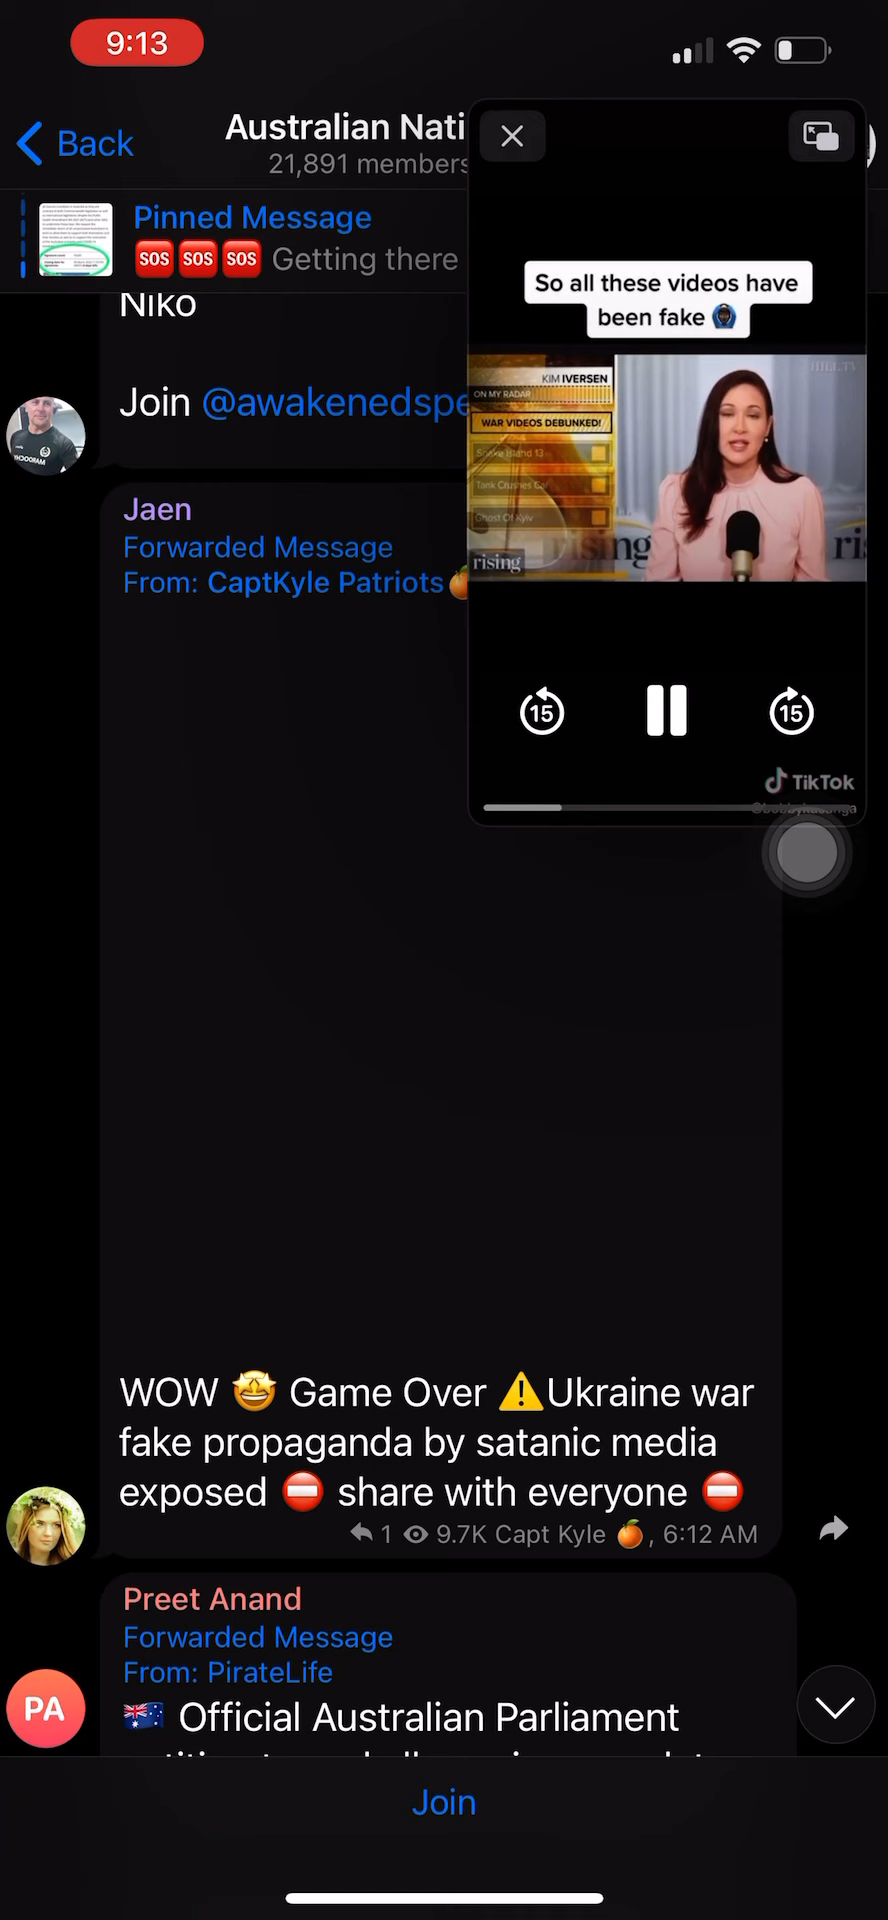 9:13
Back
Australian Nati
21,891 members
Pinned Message
SOS SOS SOS Getting there
Niko
Join @awakenedspe
So all these videos have
been fake
HILL.TV
KIM IVERSEN
ON MY RADAR
WAR VIDEOS DEBUNKED!
Snake Island 13
Tank Crushes Car
Ghost Of Kyiv
rising
15
15
TikTok
Jaen
Forwarded Message
From: CaptKyle Patriots
WOW 🤩 Game Over ⚠️Ukraine war
fake propaganda by satanic media
exposed ⛔ share with everyone ⛔
1 9.7K Capt Kyle 🍊, 6:12 AM
Preet Anand
Forwarded Message
From: PirateLife
PA
🇦🇺 Official Australian Parliament
Join